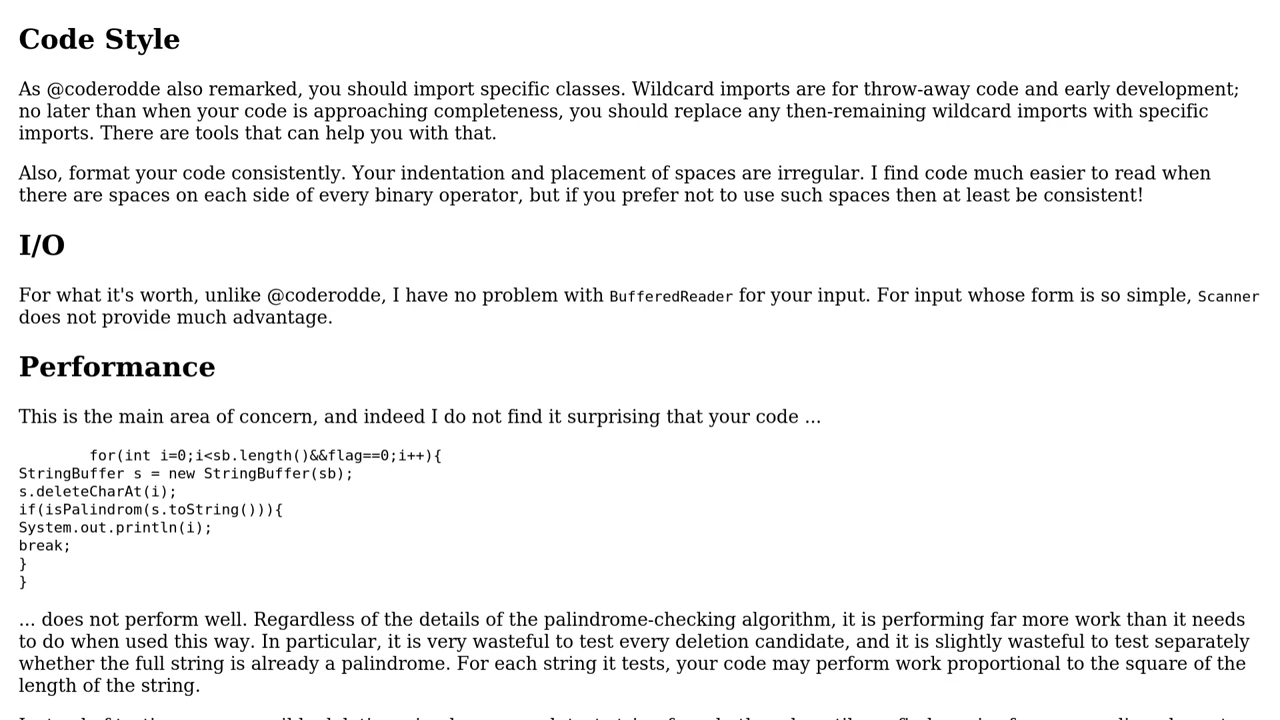 Code Style
As @coderodde also remarked, you should import specific classes. Wildcard imports are for throw-away code and early development;
no later than when your code is approaching completeness, you should replace any then-remaining wildcard imports with specific
imports. There are tools that can help you with that.
Also, format your code consistently. Your indentation and placement of spaces are irregular. I find code much easier to read when
there are spaces on each side of every binary operator, but if you prefer not to use such spaces then at least be consistent!
I/O
For what it's worth, unlike @coderodde, I have no problem with BufferedReader for your input. For input whose form is so simple, Scanner
does not provide much advantage.
Performance
This is the main area of concern, and indeed I do not find it surprising that your code ...
        for(int i=0;i<sb.length()&&flag==0;i++){
StringBuffer s = new StringBuffer(sb);
s.deleteCharAt(i);
if(isPalindrom(s.toString())){
System.out.println(i);
break;
}
}
... does not perform well. Regardless of the details of the palindrome-checking algorithm, it is performing far more work than it needs
to do when used this way. In particular, it is very wasteful to test every deletion candidate, and it is slightly wasteful to test separately
whether the full string is already a palindrome. For each string it tests, your code may perform work proportional to the square of the
length of the string.